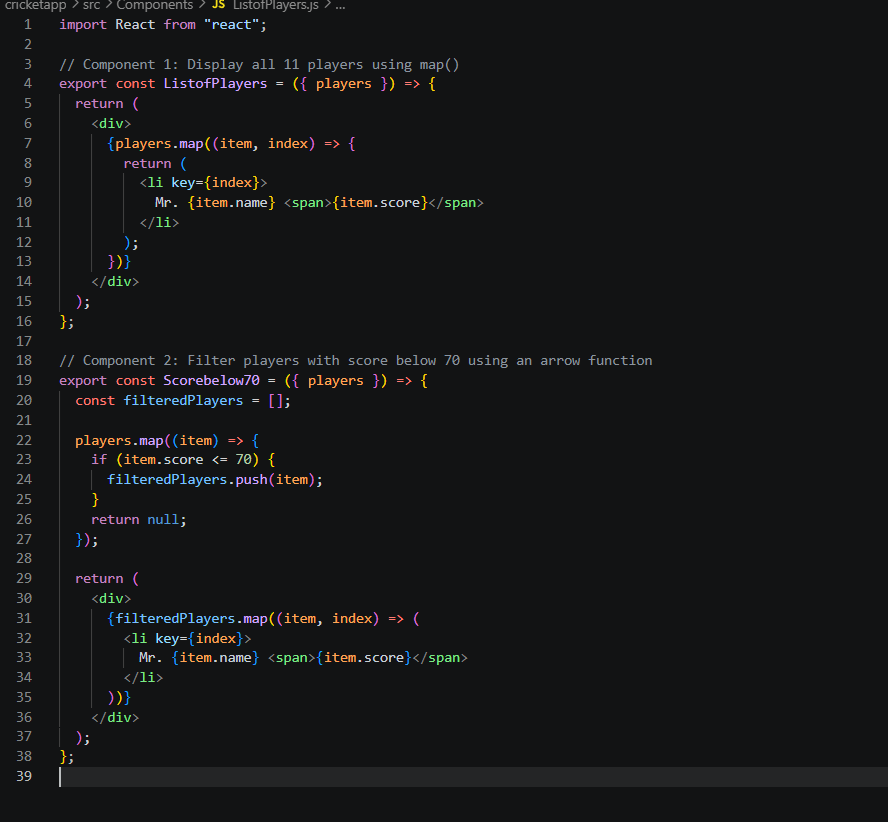 cricketapp > src > Components > JS ListofPlayers.js > ...
1 import React from "react";
2
3 // Component 1: Display all 11 players using map()
4 export const ListofPlayers = ({ players }) => {
5   return (
6     <div>
7       {players.map((item, index) => {
8         return (
9           <li key={index}>
10             Mr. {item.name} <span>{item.score}</span>
11           </li>
12         );
13       })}
14     </div>
15   );
16 };
17
18 // Component 2: Filter players with score below 70 using an arrow function
19 export const Scorebelow70 = ({ players }) => {
20   const filteredPlayers = [];
21
22   players.map((item) => {
23     if (item.score <= 70) {
24       filteredPlayers.push(item);
25     }
26     return null;
27   });
28
29   return (
30     <div>
31       {filteredPlayers.map((item, index) => (
32         <li key={index}>
33           Mr. {item.name} <span>{item.score}</span>
34         </li>
35       ))}
36     </div>
37   );
38 };
39